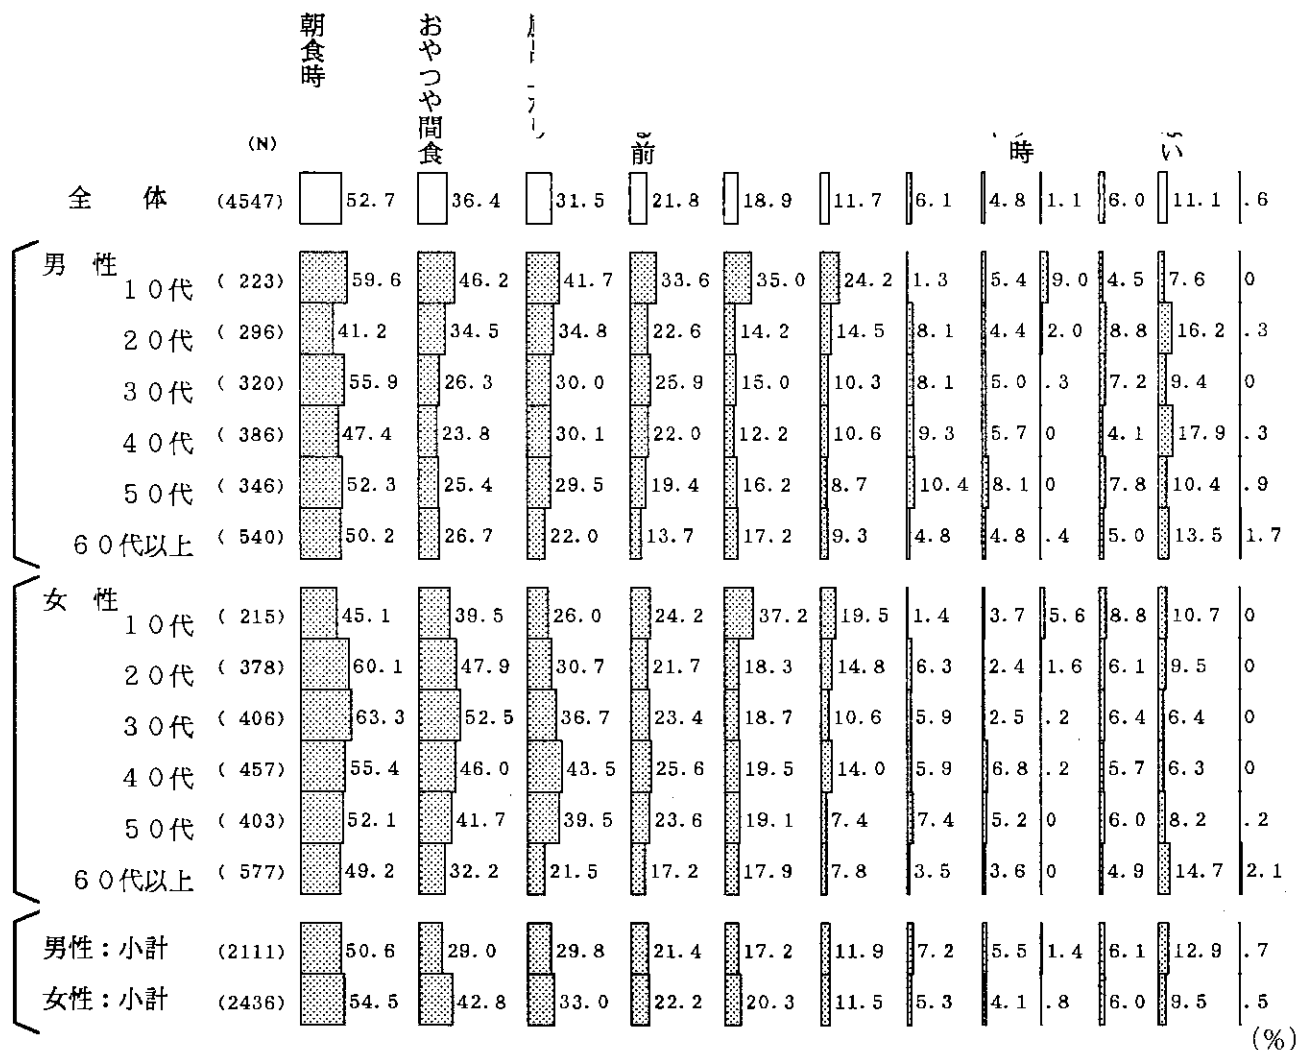 朝食時
おやつや間食
前
時
い
(N)
全 体 (4547) 52.7 36.4 31.5 21.8 18.9 11.7 6.1 4.8 1.1 6.0 11.1 .6
男 性
10代 ( 223) 59.6 46.2 41.7 33.6 35.0 24.2 1.3 5.4 9.0 4.5 7.6 0
20代 ( 296) 41.2 34.5 34.8 22.6 14.2 14.5 8.1 4.4 2.0 8.8 16.2 .3
30代 ( 320) 55.9 26.3 30.0 25.9 15.0 10.3 8.1 5.0 .3 7.2 9.4 0
40代 ( 386) 47.4 23.8 30.1 22.0 12.2 10.6 9.3 5.7 0 4.1 17.9 .3
50代 ( 346) 52.3 25.4 29.5 19.4 16.2 8.7 10.4 8.1 0 7.8 10.4 .9
60代以上 ( 540) 50.2 26.7 22.0 13.7 17.2 9.3 4.8 4.8 .4 5.0 13.5 1.7
女 性
10代 ( 215) 45.1 39.5 26.0 24.2 37.2 19.5 1.4 3.7 5.6 8.8 10.7 0
20代 ( 378) 60.1 47.9 30.7 21.7 18.3 14.8 6.3 2.4 1.6 6.1 9.5 0
30代 ( 406) 63.3 52.5 36.7 23.4 18.7 10.6 5.9 2.5 .2 6.4 6.4 0
40代 ( 457) 55.4 46.0 43.5 25.6 19.5 14.0 5.9 6.8 .2 5.7 6.3 0
50代 ( 403) 52.1 41.7 39.5 23.6 19.1 7.4 7.4 5.2 0 6.0 8.2 .2
60代以上 ( 577) 49.2 32.2 21.5 17.2 17.9 7.8 3.5 3.6 0 4.9 14.7 2.1
男性：小計 (2111) 50.6 29.0 29.8 21.4 17.2 11.9 7.2 5.5 1.4 6.1 12.9 .7
女性：小計 (2436) 54.5 42.8 33.0 22.2 20.3 11.5 5.3 4.1 .8 6.0 9.5 .5
(%)